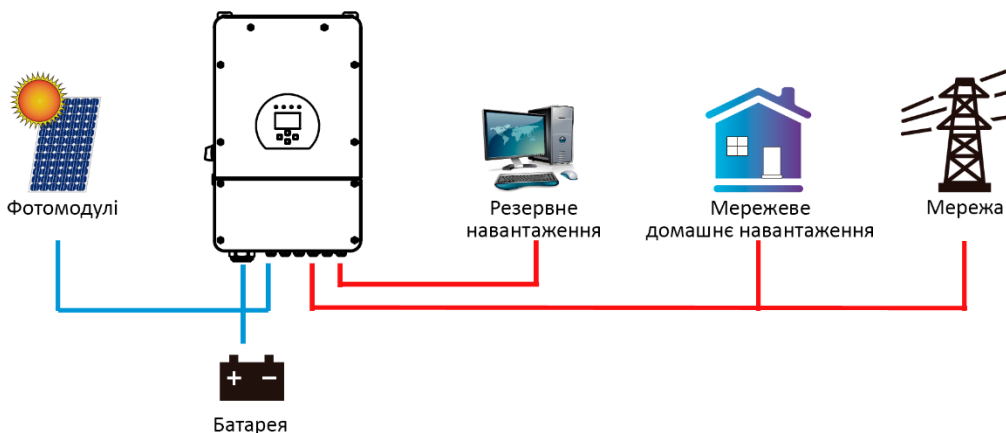 Фотомодулі
Резервне
навантаження
Мережеве
домашнє навантаження
Мережа
+ −
Батарея